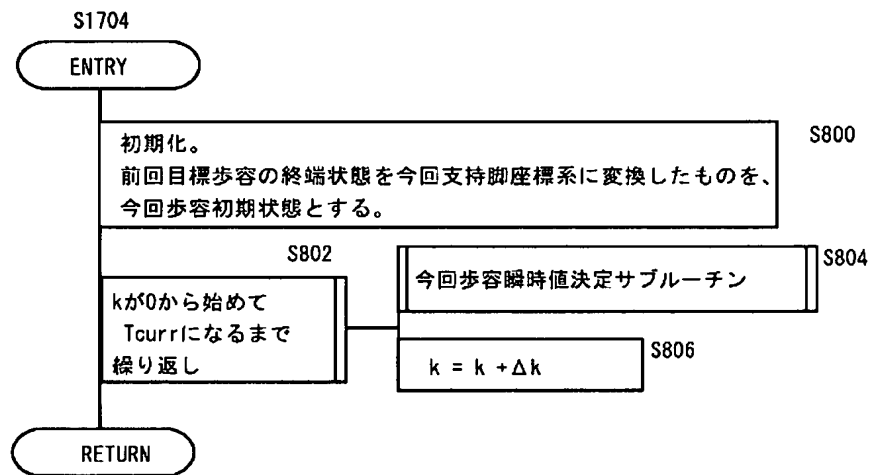 S1704
ENTRY
S800
初期化。
前回目標歩容の終端状態を今回支持脚座標系に変換したものを、
今回歩容初期状態とする。
S802
kが0から始めて
Tcurrになるまで
繰り返し
S804
今回歩容瞬時値決定サブルーチン
S806
k = k +Δk
RETURN